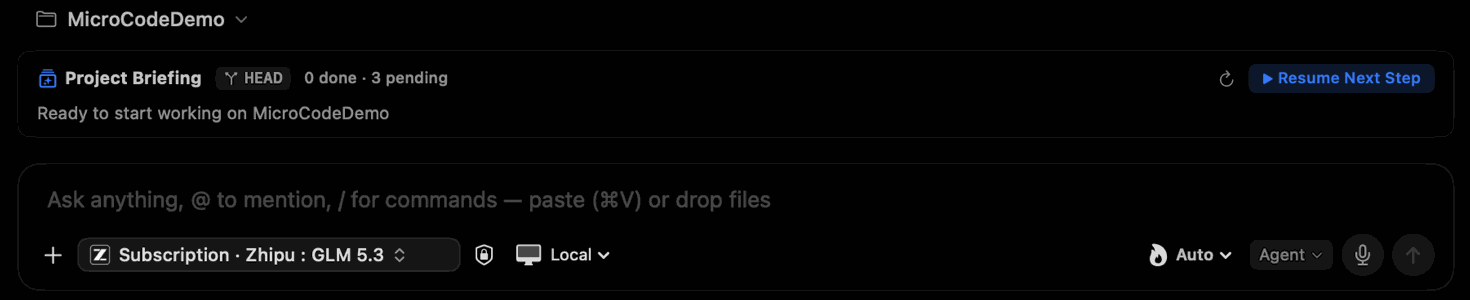 MicroCodeDemo
Project Briefing HEAD 0 done · 3 pending Resume Next Step
Ready to start working on MicroCodeDemo
Ask anything, @ to mention, / for commands — paste (⌘V) or drop files
Z Subscription · Zhipu : GLM 5.3 Local Auto Agent